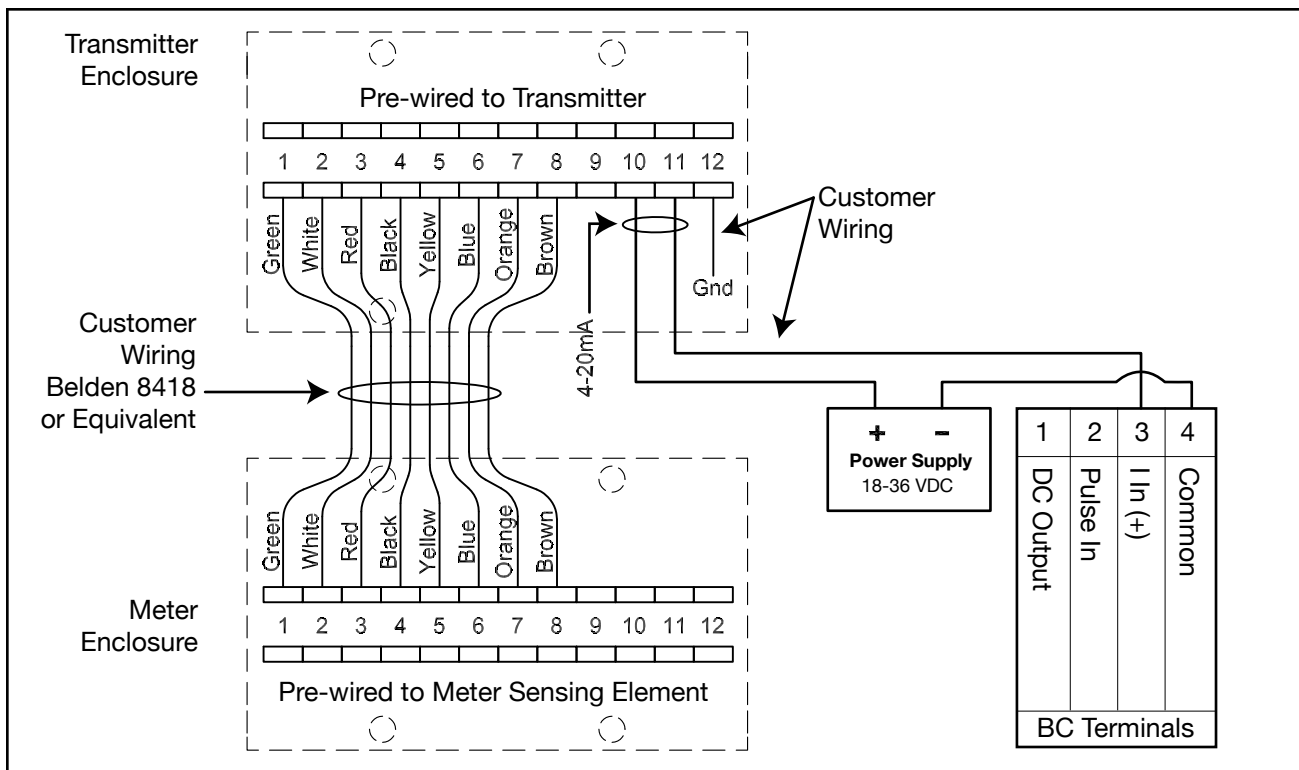 Transmitter
Enclosure
Pre-wired to Transmitter
1 2 3 4 5 6 7 8 9 10 11 12
Green
White
Red
Black
Yellow
Blue
Orange
Brown
4-20mA
Gnd
Customer
Wiring
Customer
Wiring
Belden 8418
or Equivalent
+ -
Power Supply
18-36 VDC
1 2 3 4
DC Output
Pulse In
I In (+)
Common
BC Terminals
Green
White
Red
Black
Yellow
Blue
Orange
Brown
Meter
Enclosure
1 2 3 4 5 6 7 8 9 10 11 12
Pre-wired to Meter Sensing Element